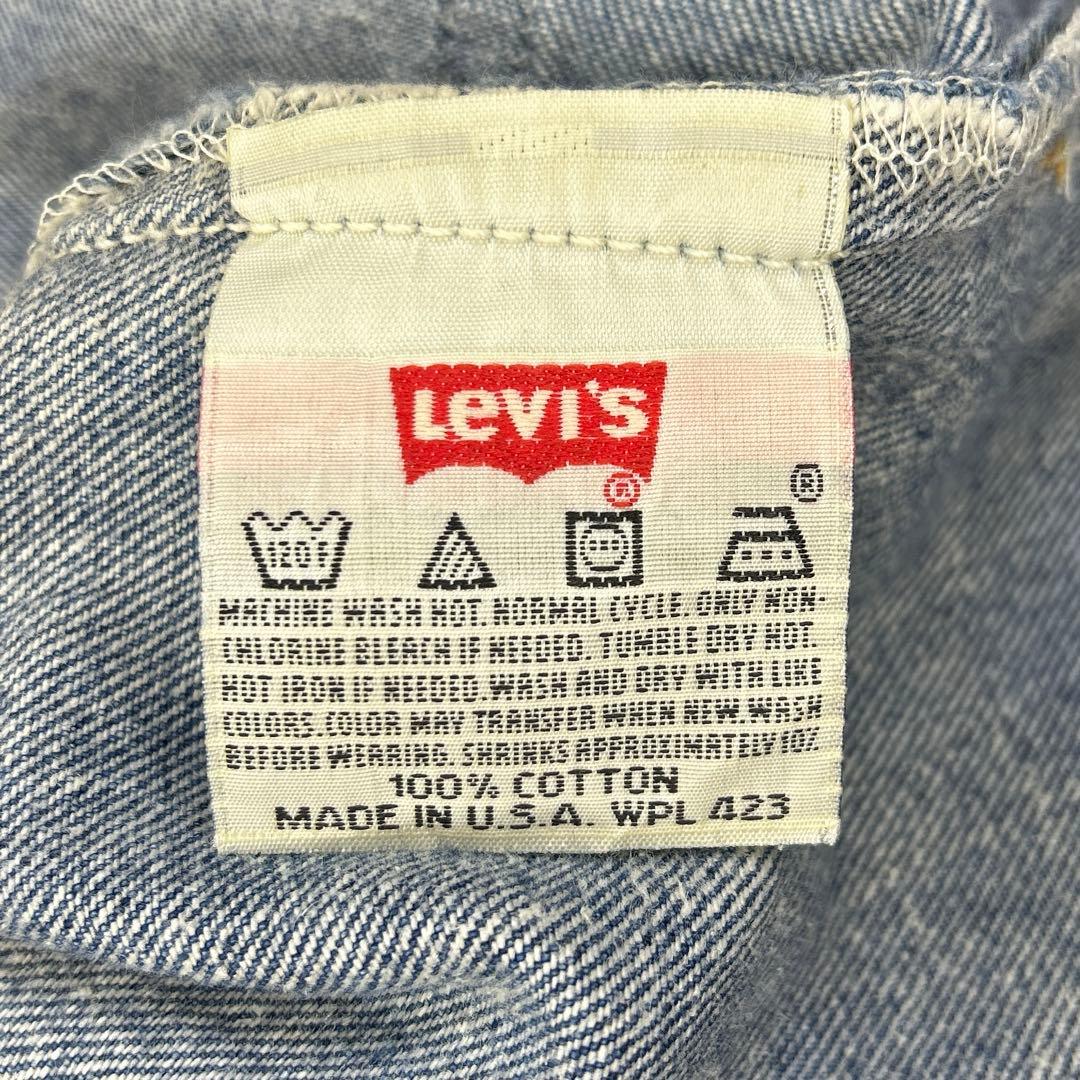 Levi's
®
®
120°F
MACHINE WASH HOT. NORMAL CYCLE. ONLY NON
CHLORINE BLEACH IF NEEDED. TUMBLE DRY HOT.
HOT IRON IF NEEDED. WASH AND DRY WITH LIKE
COLORS. COLOR MAY TRANSFER WHEN NEW. WASH
BEFORE WEARING. SHRINKS APPROXIMATELY 10%
100% COTTON
MADE IN U.S.A. WPL 423